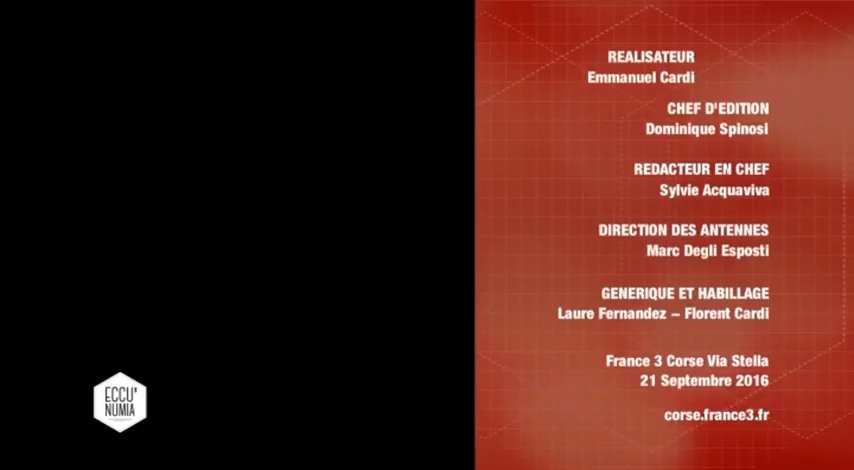 REALISATEUR
Emmanuel Cardi
CHEF D'EDITION
Dominique Spinosi
REDACTEUR EN CHEF
Sylvie Acquaviva
DIRECTION DES ANTENNES
Marc Degli Esposti
GENERIQUE ET HABILLAGE
Laure Fernandez – Florent Cardi
France 3 Corse Via Stella
21 Septembre 2016
corse.france3.fr
ECCU'
NUMIA